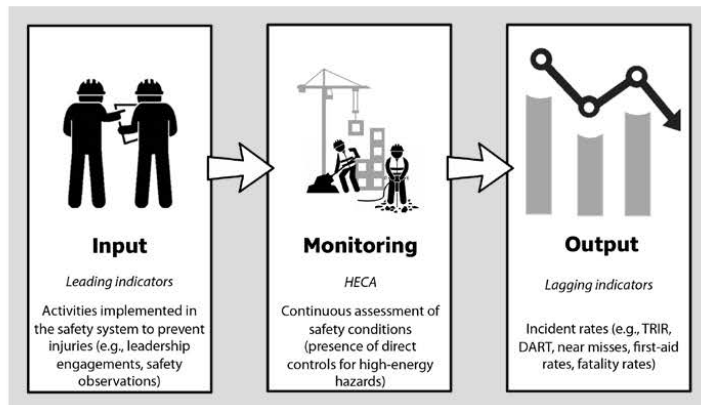 Input
Leading indicators
Activities implemented in
the safety system to prevent
injuries (e.g., leadership
engagements, safety
observations)
Monitoring
HECA
Continuous assessment of
safety conditions
(presence of direct
controls for high-energy
hazards)
Output
Lagging indicators
Incident rates (e.g., TRIR,
DART, near misses, first-aid
rates, fatality rates)